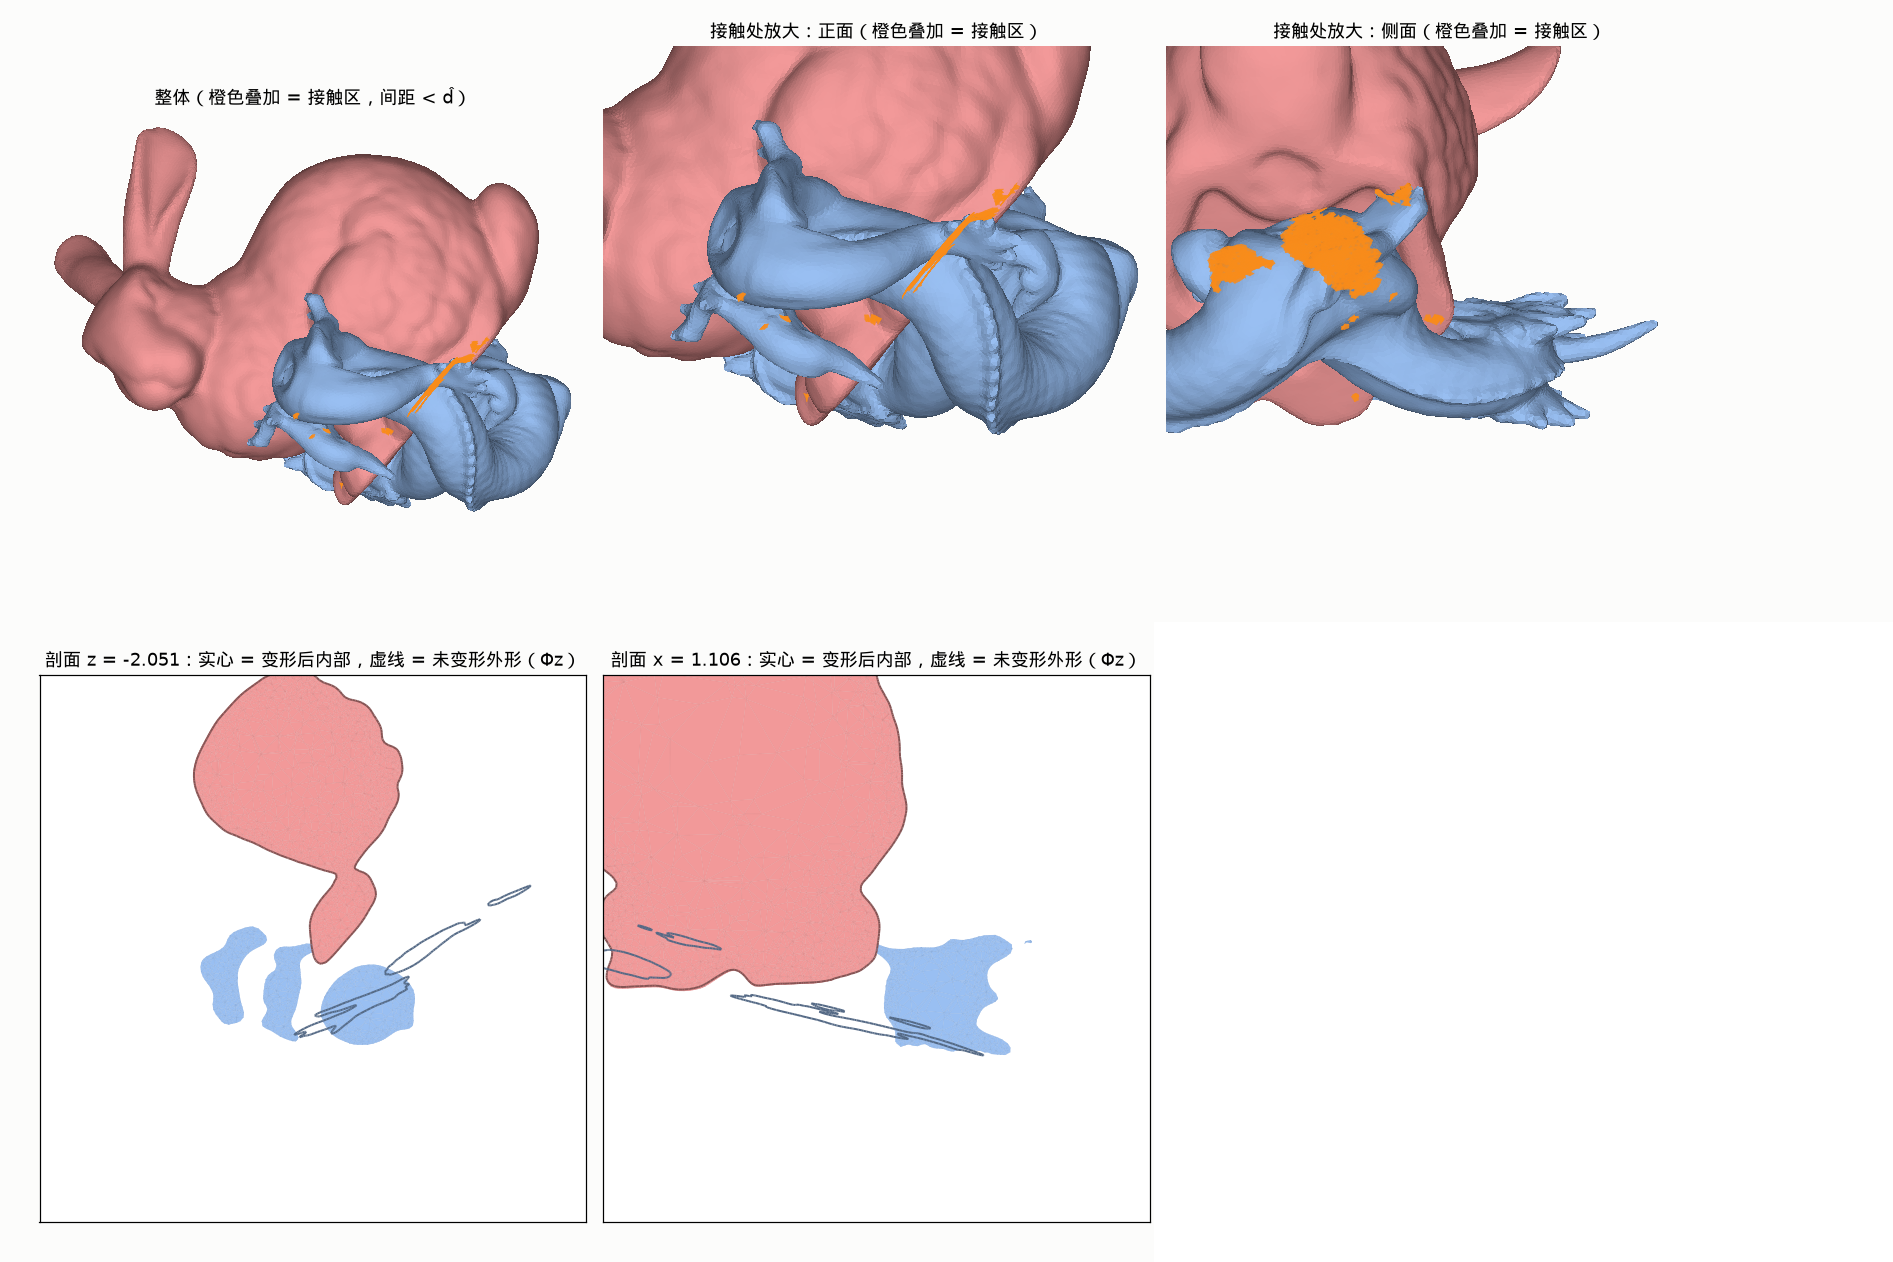 接触处放大：正面（橙色叠加 = 接触区）
接触处放大：侧面（橙色叠加 = 接触区）
整体（橙色叠加 = 接触区，间距 < d̂）
剖面 z = -2.051：实心 = 变形后内部，虚线 = 未变形外形（Φz）
剖面 x = 1.106：实心 = 变形后内部，虚线 = 未变形外形（Φz）